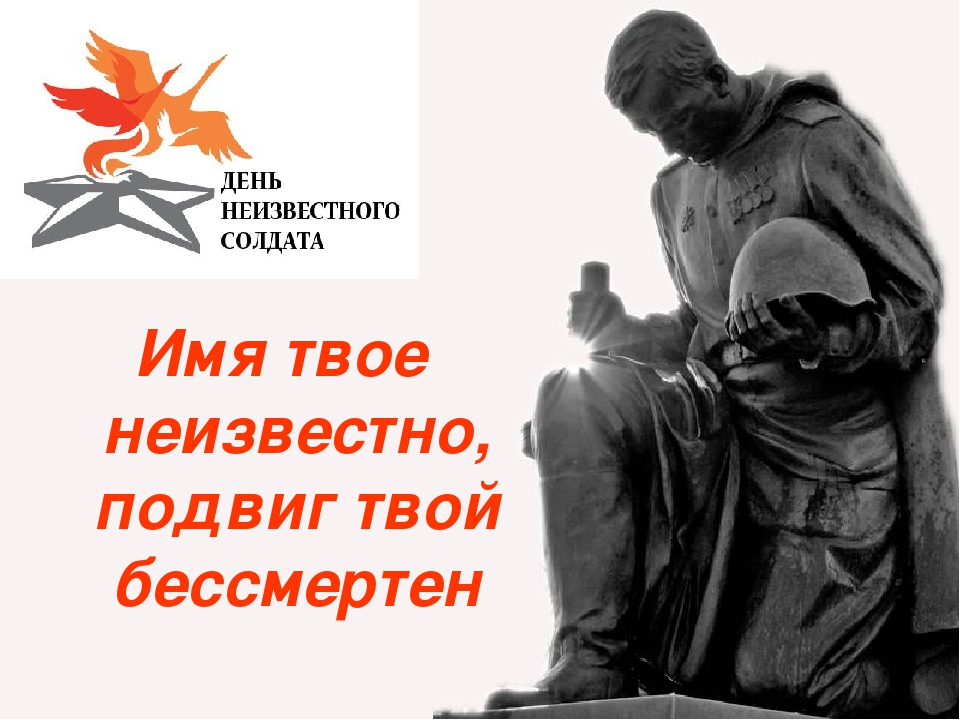 ДЕНЬ
НЕИЗВЕСТНОГО
СОЛДАТА
Имя твое
неизвестно,
подвиг твой
бессмертен